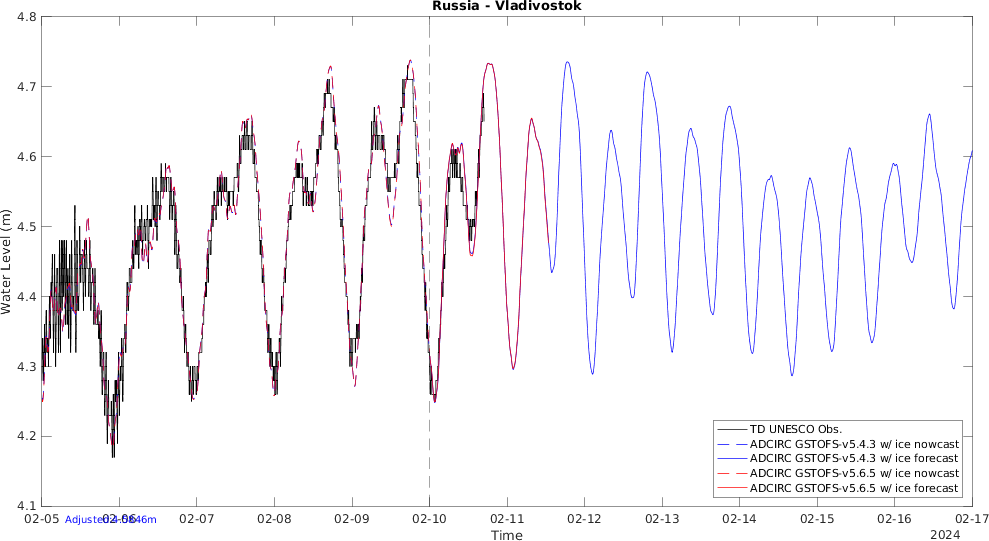 Russia - Vladivostok
4.8
4.7
4.6
4.5
4.4
4.3
4.2
4.1
Water Level (m)
TD UNESCO Obs.
ADCIRC GSTOFS-v5.4.3 w/ ice nowcast
ADCIRC GSTOFS-v5.4.3 w/ ice forecast
ADCIRC GSTOFS-v5.6.5 w/ ice nowcast
ADCIRC GSTOFS-v5.6.5 w/ ice forecast
02-05 02-06 02-07 02-08 02-09 02-10 02-11 02-12 02-13 02-14 02-15 02-16 02-17
Time
2024